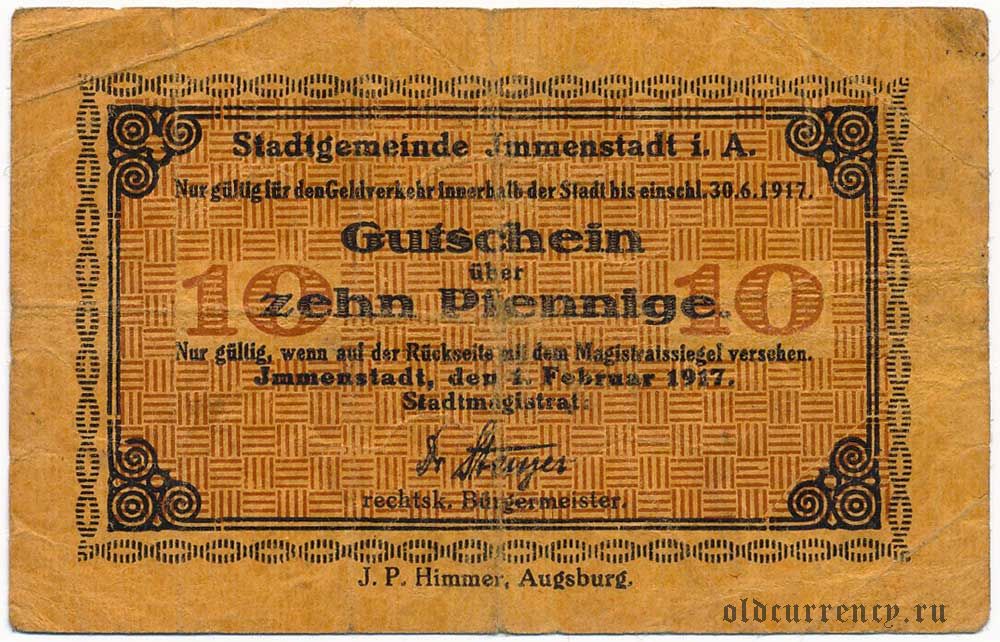 Stadtgemeinde Jmmenstadt i. A.
Nur gültig für den Geldverkehr innerhalb der Stadt bis einschl. 30.6.1917.
Gutschein
über
10 zehn Pfennige. 10
Nur gültig, wenn auf der Rückseite mit dem Magistratssiegel versehen.
Jmmenstadt, den 1. Februar 1917.
Stadtmagistrat:
Dr
rechtsk. Bürgermeister.
J. P. Himmer, Augsburg.
oldcurrency.ru